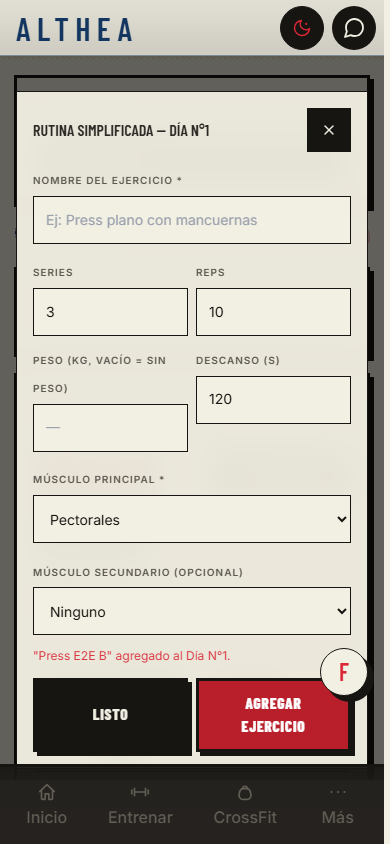 ALTHEA
RUTINA SIMPLIFICADA — DÍA N°1
×
NOMBRE DEL EJERCICIO *
Ej: Press plano con mancuernas
SERIES
REPS
3
10
PESO (KG, VACÍO = SIN
PESO)
DESCANSO (S)
—
120
MÚSCULO PRINCIPAL *
Pectorales
MÚSCULO SECUNDARIO (OPCIONAL)
Ninguno
"Press E2E B" agregado al Día N°1.
F
LISTO
AGREGAR
EJERCICIO
Inicio
Entrenar
CrossFit
Más